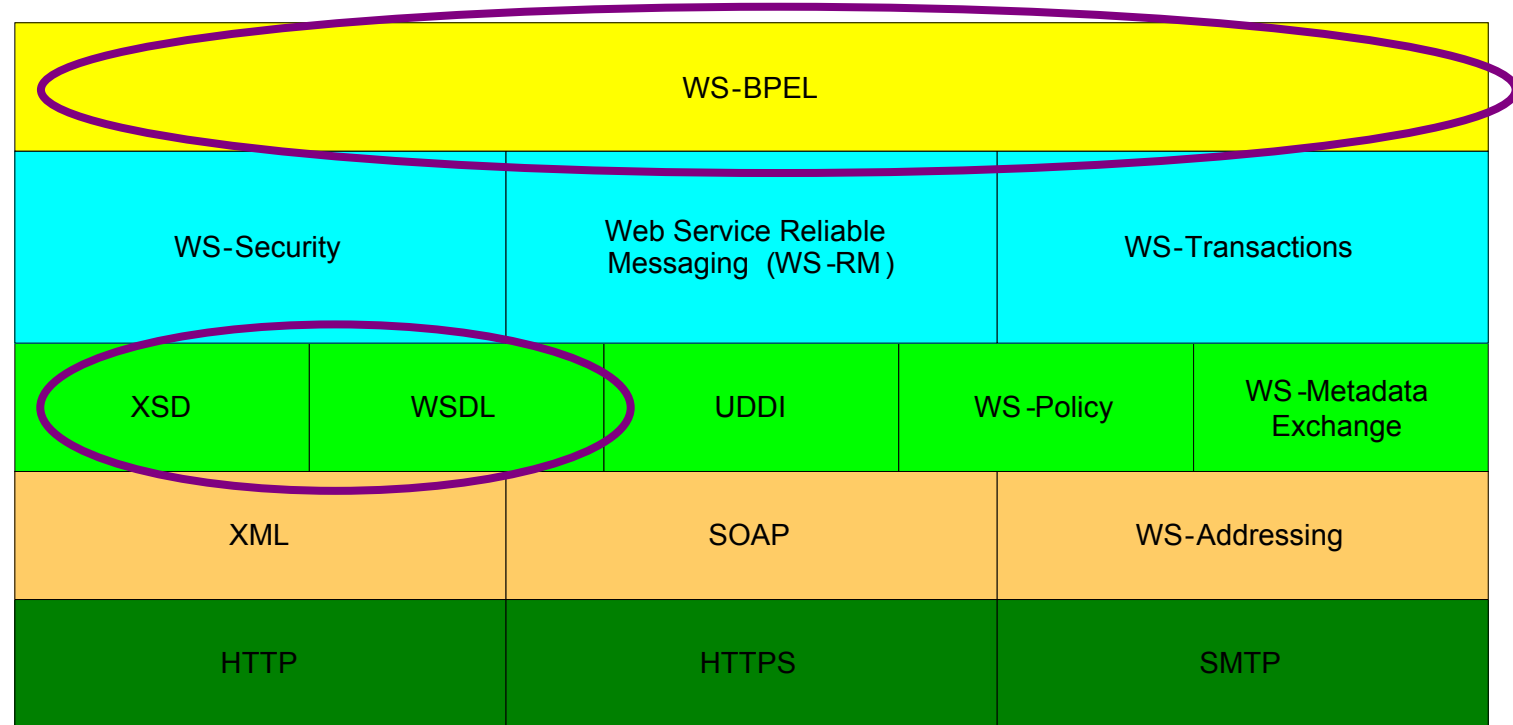 WS-BPEL
WS-Security
Web Service Reliable
Messaging (WS-RM)
WS-Transactions
XSD
WSDL
UDDI
WS-Policy
WS-Metadada
Exchange
XML
SOAP
WS-Addressing
HTTP
HTTPS
SMTP